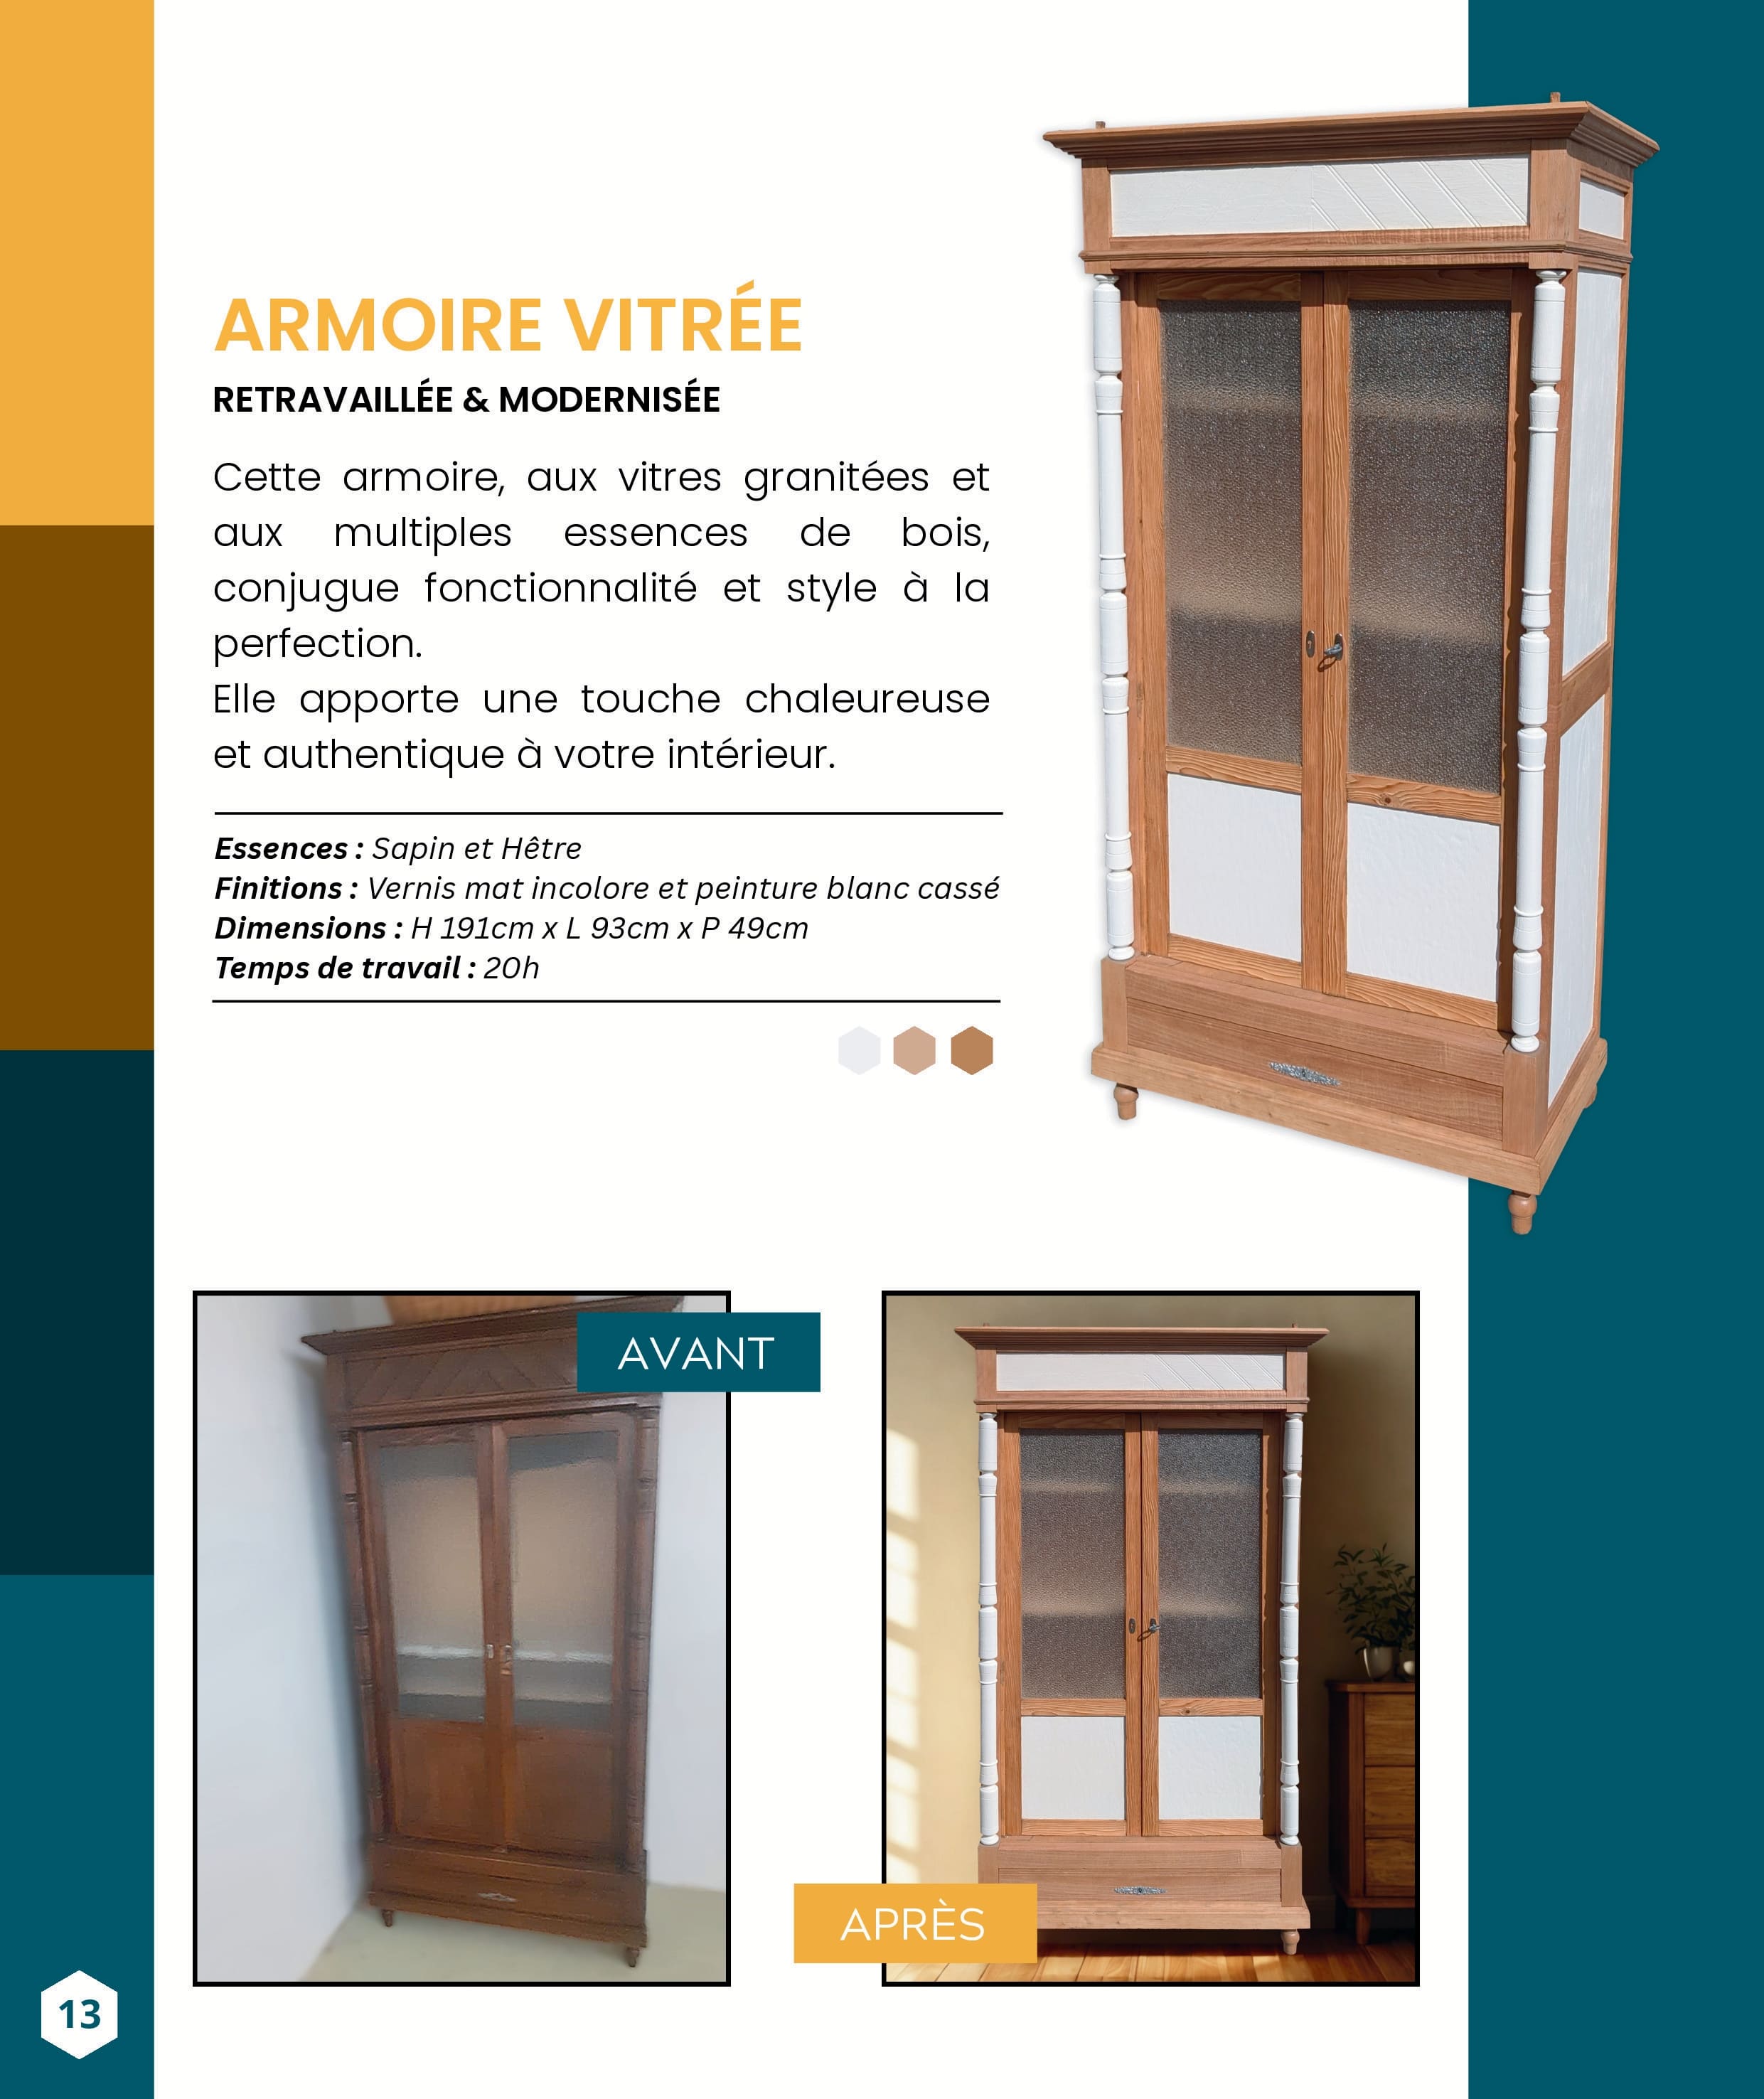 ARMOIRE VITRÉE
RETRAVAILLÉE & MODERNISÉE
Cette armoire, aux vitres granitées et
aux multiples essences de bois,
conjugue fonctionnalité et style à la
perfection.
Elle apporte une touche chaleureuse
et authentique à votre intérieur.
Essences : Sapin et Hêtre
Finitions : Vernis mat incolore et peinture blanc cassé
Dimensions : H 191cm x L 93cm x P 49cm
Temps de travail : 20h
AVANT
APRÈS
13